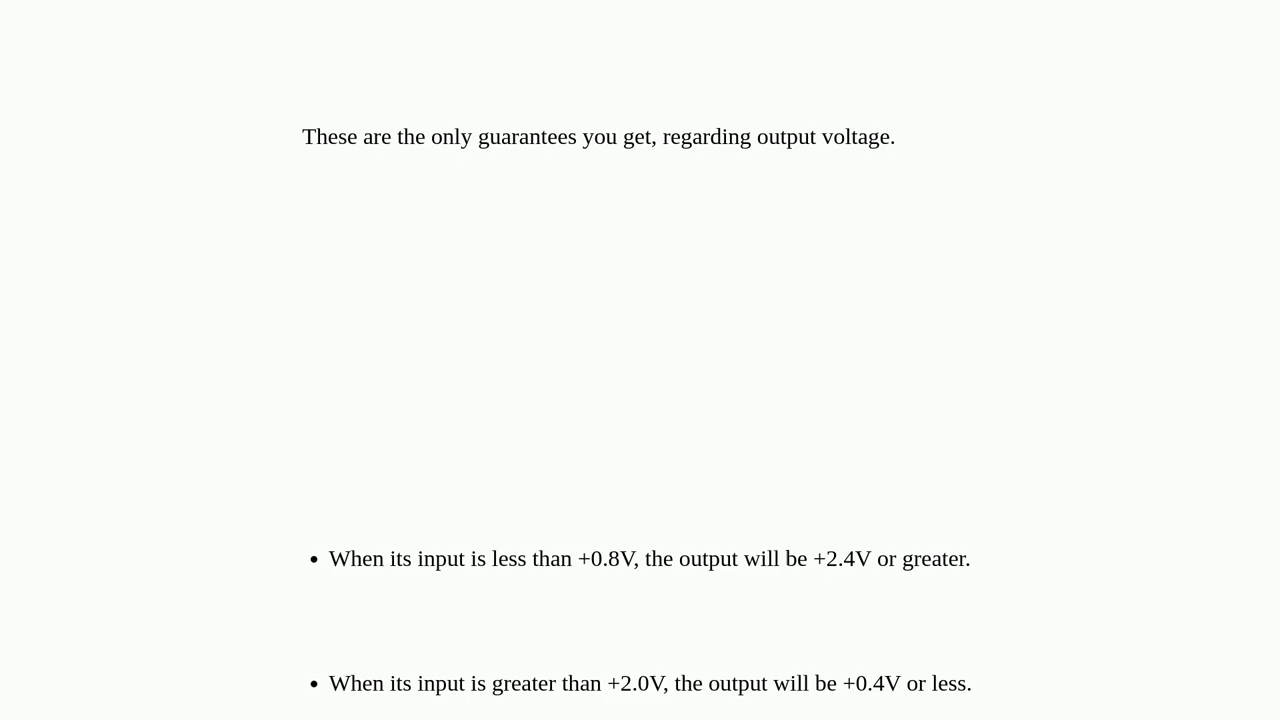 These are the only guarantees you get, regarding output voltage.
• When its input is less than +0.8V, the output will be +2.4V or greater.
• When its input is greater than +2.0V, the output will be +0.4V or less.